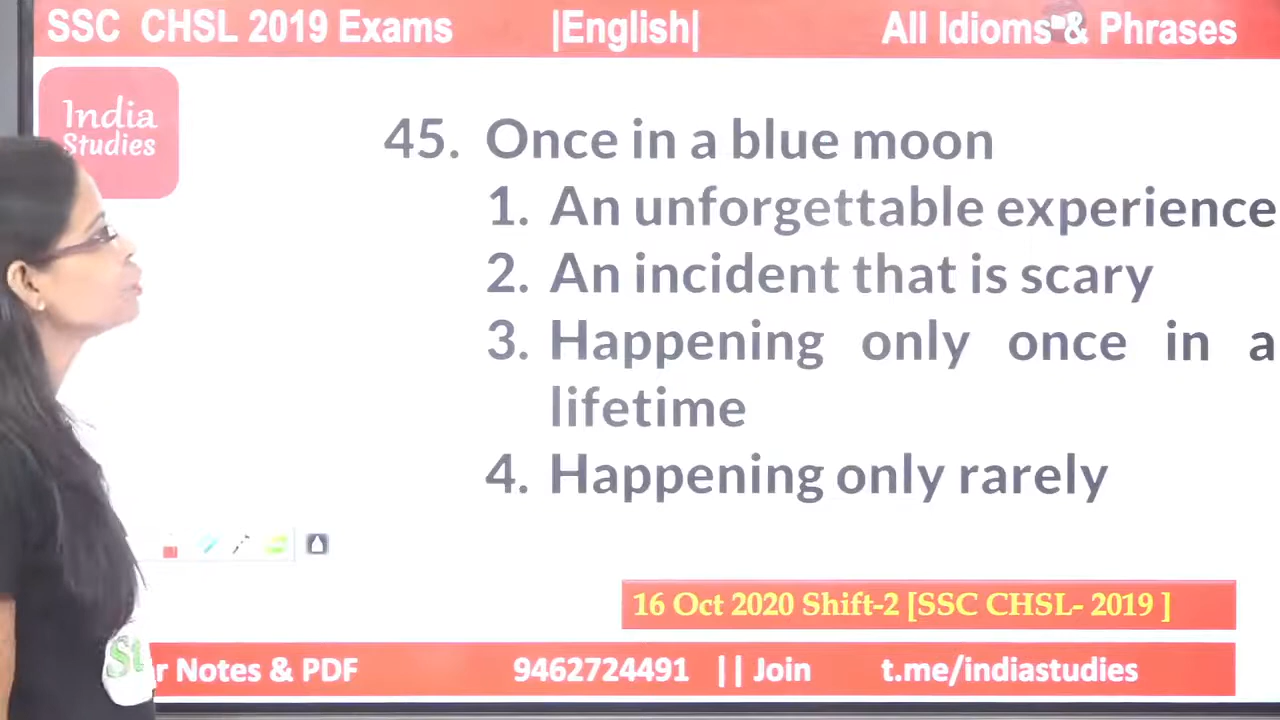 SSC CHSL 2019 Exams |English| All Idioms & Phrases
India
Studies
45. Once in a blue moon
1. An unforgettable experience
2. An incident that is scary
3. Happening only once in a
lifetime
4. Happening only rarely
16 Oct 2020 Shift-2 [SSC CHSL- 2019 ]
r Notes & PDF 9462724491 || Join t.me/indiastudies